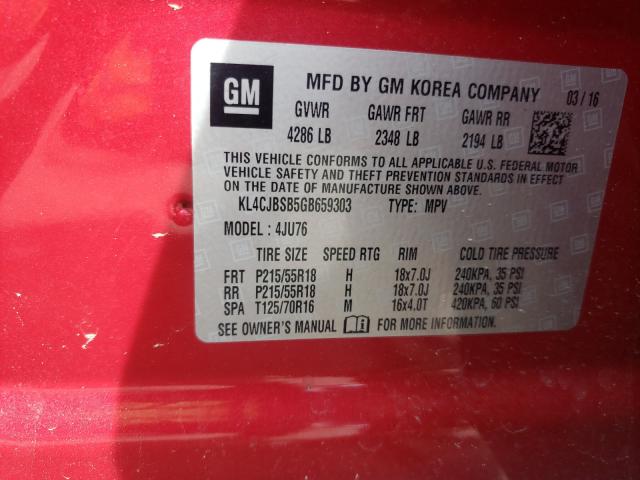 GM
MFD BY GM KOREA COMPANY 03 / 16
GVWR GAWR FRT GAWR RR
4286 LB 2348 LB 2194 LB
THIS VEHICLE CONFORMS TO ALL APPLICABLE U.S. FEDERAL MOTOR
VEHICLE SAFETY AND THEFT PREVENTION STANDARDS IN EFFECT
ON THE DATE OF MANUFACTURE SHOWN ABOVE.
KL4CJBSB5GB659303 TYPE: MPV
MODEL : 4JU76
TIRE SIZE SPEED RTG RIM COLD TIRE PRESSURE
FRT P215/55R18 H 18x7.0J 240KPA, 35 PSI
RR P215/55R18 H 18x7.0J 240KPA, 35 PSI
SPA T125/70R16 M 16x4.0T 420KPA, 60 PSI
SEE OWNER'S MANUAL FOR MORE INFORMATION.